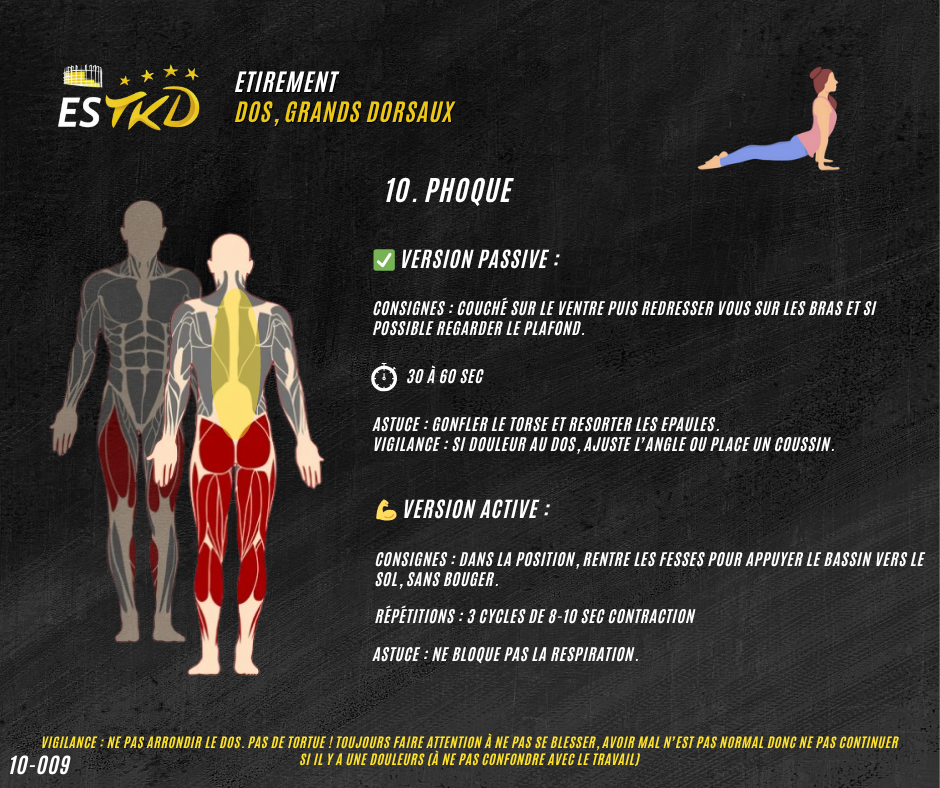 ES TKD
ETIREMENT
DOS, GRANDS DORSAUX
10. PHOQUE
VERSION PASSIVE :
CONSIGNES : COUCHÉ SUR LE VENTRE PUIS REDRESSER VOUS SUR LES BRAS ET SI
POSSIBLE REGARDER LE PLAFOND.
30 À 60 SEC
ASTUCE : GONFLER LE TORSE ET RESORTER LES EPAULES.
VIGILANCE : SI DOULEUR AU DOS, AJUSTE L'ANGLE OU PLACE UN COUSSIN.
VERSION ACTIVE :
CONSIGNES : DANS LA POSITION, RENTRE LES FESSES POUR APPUYER LE BASSIN VERS LE
SOL, SANS BOUGER.
RÉPÉTITIONS : 3 CYCLES DE 8-10 SEC CONTRACTION
ASTUCE : NE BLOQUE PAS LA RESPIRATION.
VIGILANCE : NE PAS ARRONDIR LE DOS. PAS DE TORTUE ! TOUJOURS FAIRE ATTENTION À NE PAS SE BLESSER, AVOIR MAL N'EST PAS NORMAL DONC NE PAS CONTINUER
SI IL Y A UNE DOULEURS (À NE PAS CONFONDRE AVEC LE TRAVAIL)
10-009